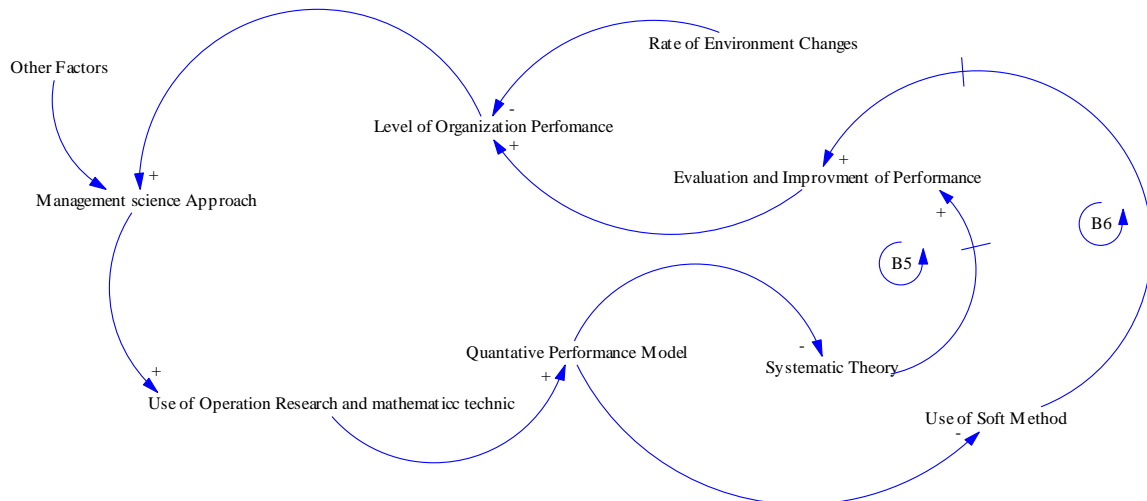 Rate of Environment Changes
Other Factors
-
Level of Organization Perfomance
+
+
Evaluation and Improvment of Performance
+
Management science Approach
+
B6
B5
Quantative Performance Model
-
Systematic Theory
+
+
Use of Operation Research and mathematicc technic
Use of Soft Method
-